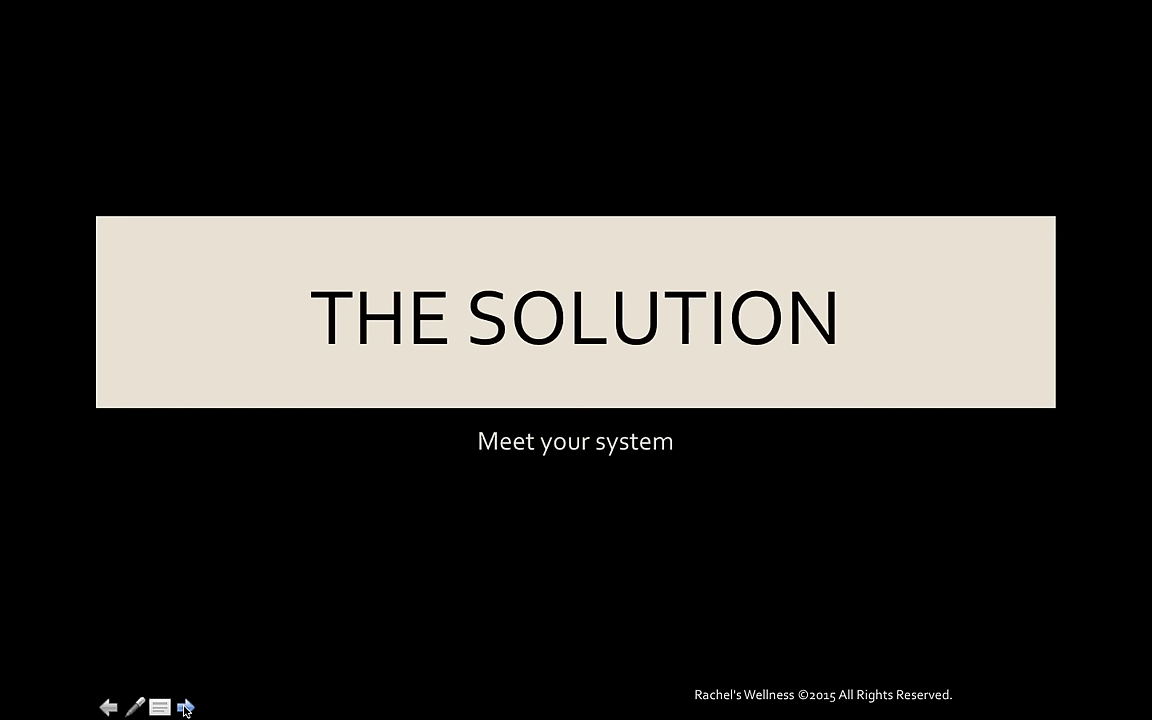 THE SOLUTION
Meet your system
Rachel's Wellness ©2015 All Rights Reserved.